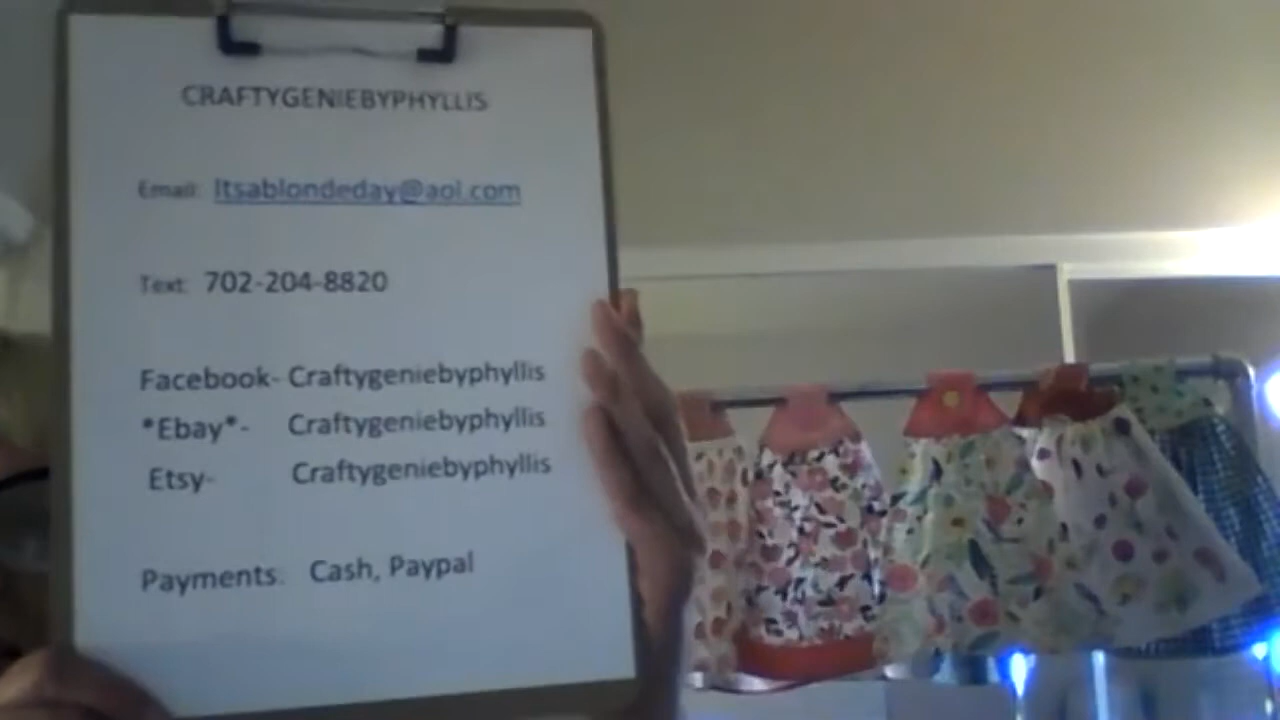 CRAFTYGENIEBYPHYLLIS
Email: Itsablondeday@aol.com
Text: 702-204-8820
Facebook- Craftygeniebyphyllis
*Ebay*- Craftygeniebyphyllis
Etsy- Craftygeniebyphyllis
Payments: Cash, Paypal